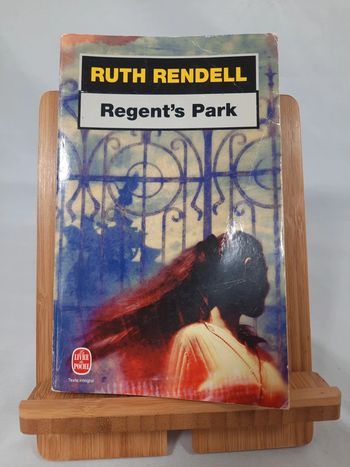 RUTH RENDELL
Regent's Park
LE LIVRE
DE
POCHE
Texte intégral